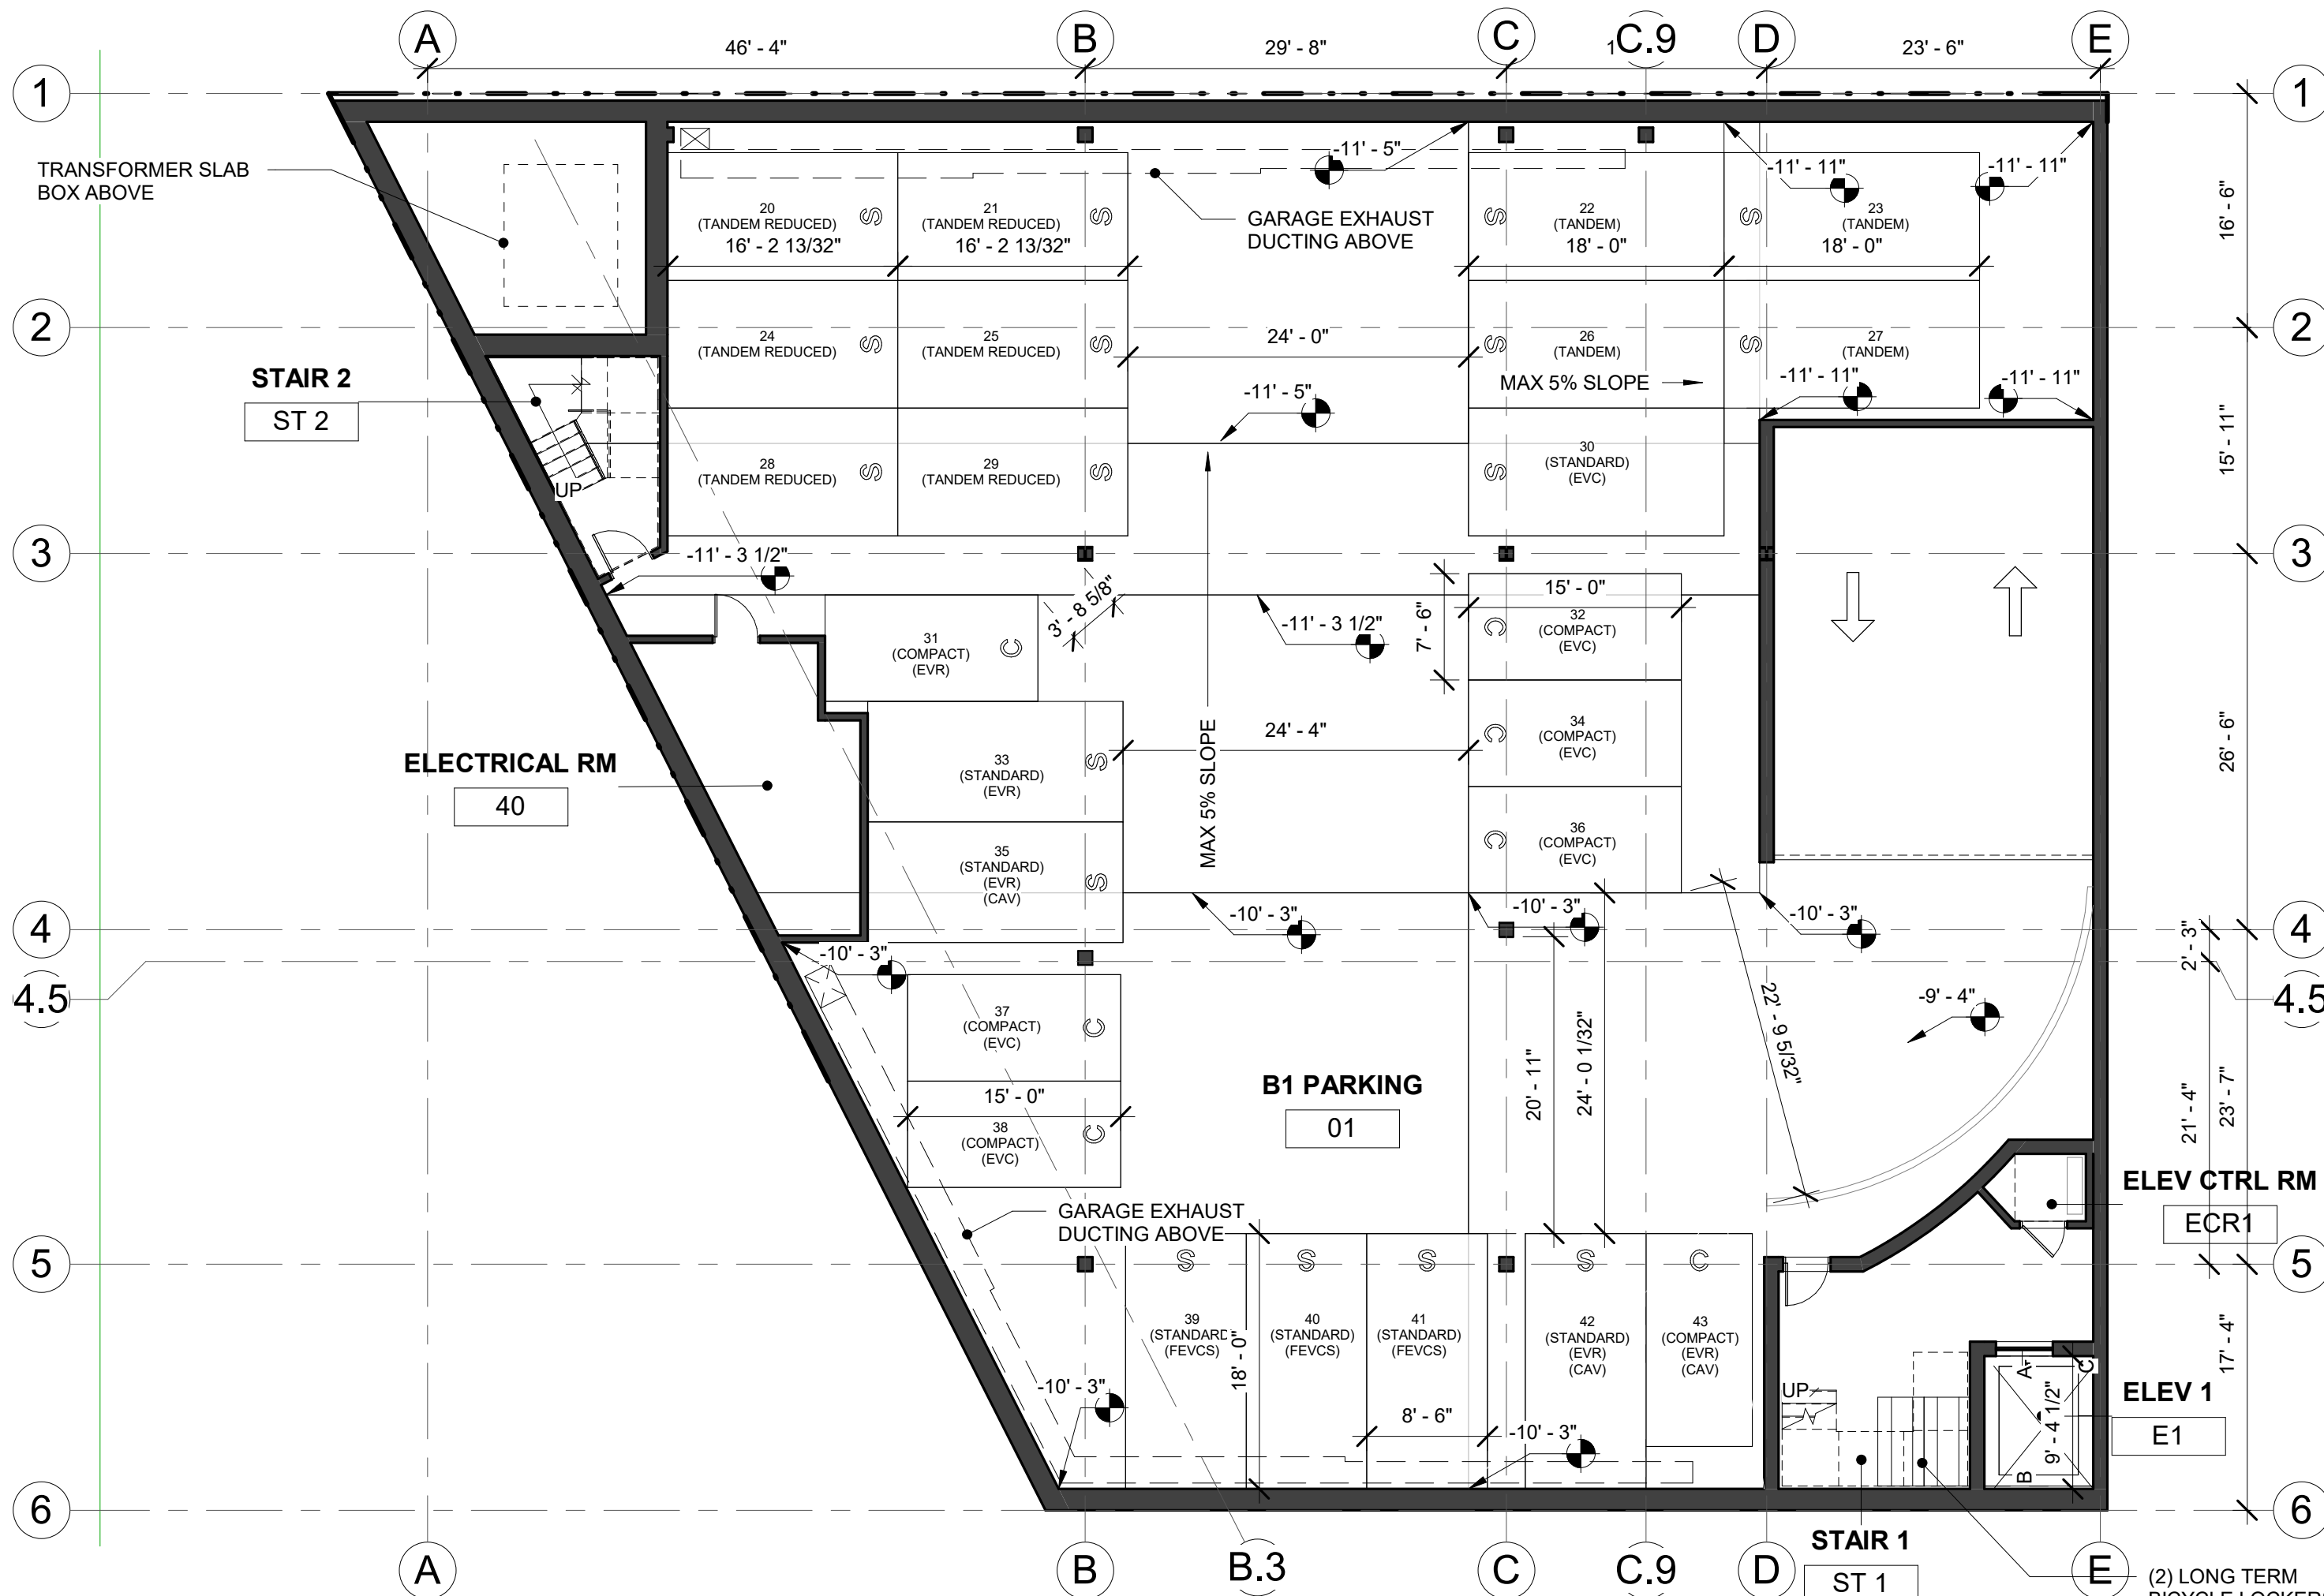 A
B
C
C.9
D
E
46' - 4"
29' - 8"
23' - 6"
1
1
TRANSFORMER SLAB
BOX ABOVE
-11' - 5"
-11' - 11"
-11' - 11"
16' - 6"
20
(TANDEM REDUCED)
16' - 2 13/32"
S
21
(TANDEM REDUCED)
16' - 2 13/32"
S
GARAGE EXHAUST
DUCTING ABOVE
S
22
(TANDEM)
18' - 0"
S
23
(TANDEM)
18' - 0"
2
2
24
(TANDEM REDUCED)
S
25
(TANDEM REDUCED)
S
24' - 0"
S
26
(TANDEM)
S
27
(TANDEM)
STAIR 2
ST 2
MAX 5% SLOPE
-11' - 5"
-11' - 11"
-11' - 11"
15' - 11"
28
(TANDEM REDUCED)
S
29
(TANDEM REDUCED)
S
S
30
(STANDARD)
(EVC)
UP
3
3
-11' - 3 1/2"
3' - 8 5/8"
-11' - 3 1/2"
7' - 6"
15' - 0"
31
(COMPACT)
(EVR)
C
C
32
(COMPACT)
(EVC)
ELECTRICAL RM
40
33
(STANDARD)
(EVR)
S
24' - 4"
MAX 5% SLOPE
C
34
(COMPACT)
(EVC)
26' - 6"
35
(STANDARD)
(EVR)
(CAV)
S
C
36
(COMPACT)
(EVC)
4
4
-10' - 3"
-10' - 3"
-10' - 3"
-10' - 3"
2' - 3"
4.5
4.5
37
(COMPACT)
(EVC)
C
22' - 9 5/32"
-9' - 4"
20' - 11"
24' - 0 1/32"
B1 PARKING
01
15' - 0"
38
(COMPACT)
(EVC)
C
21' - 4"
23' - 7"
GARAGE EXHAUST
DUCTING ABOVE
ELEV CTRL RM
ECR1
5
5
S
39
(STANDARD)
(FEVCS)
18' - 0"
S
40
(STANDARD)
(FEVCS)
S
41
(STANDARD)
(FEVCS)
S
42
(STANDARD)
(EVR)
(CAV)
C
43
(COMPACT)
(EVR)
(CAV)
17' - 4"
-10' - 3"
8' - 6"
-10' - 3"
UP
A
C
B
9' - 4 1/2"
ELEV 1
E1
6
6
STAIR 1
ST 1
(2) LONG TERM
BICYCLE LOCKER
A
B
B.3
C
C.9
D
E